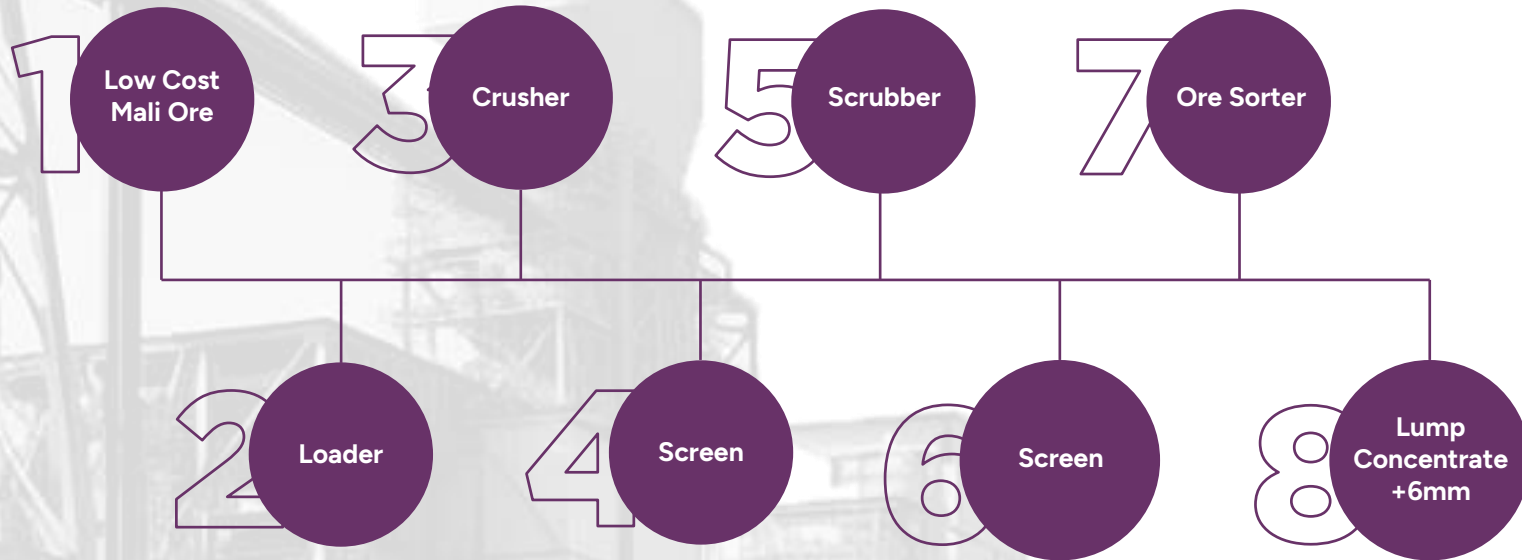 1
Low Cost
Mali Ore
2
Loader
3
Crusher
4
Screen
5
Scrubber
6
Screen
7
Ore Sorter
8
Lump
Concentrate
+6mm